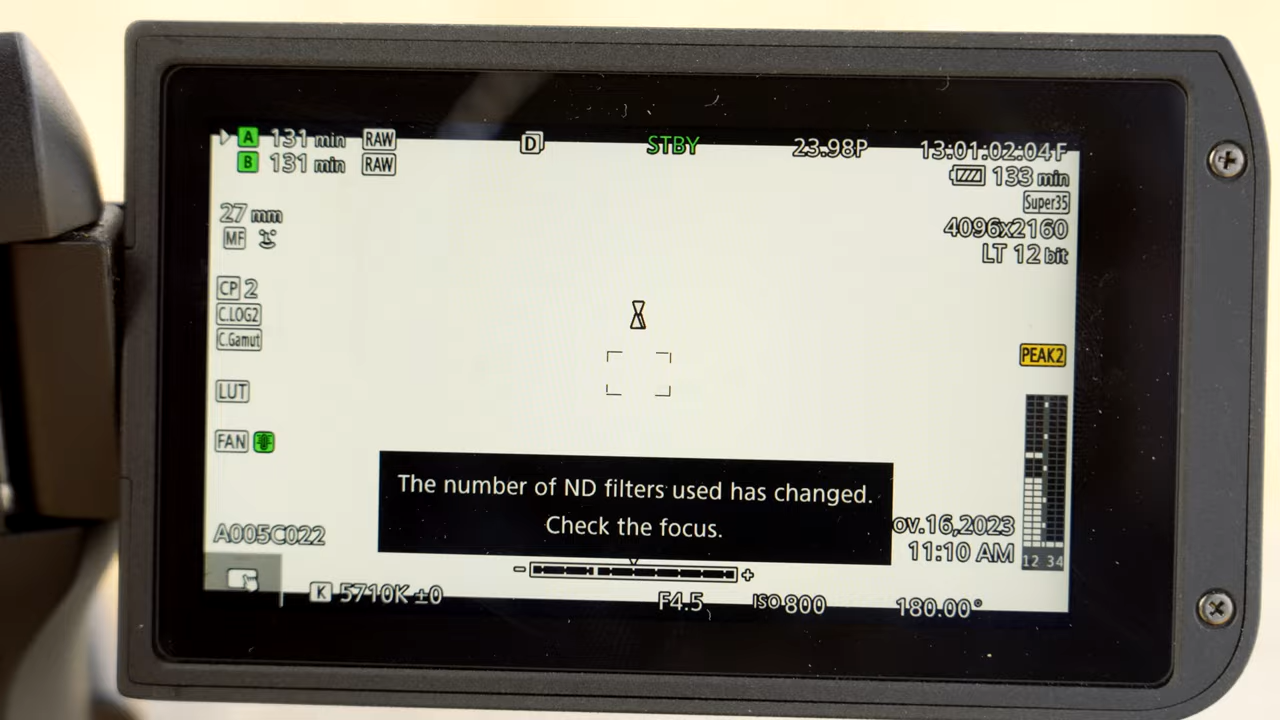 A 131 min RAW
B 131 min RAW
D
STBY
23.98P
13:01:02:04F
133 min
Super35
4096x2160
LT 12 bit
27 mm
MF
CP 2
C.LOG2
C.Gamut
LUT
FAN
PEAK2
The number of ND filters used has changed.
Check the focus.
A005C022
ov.16,2023
11:10 AM
12 34
- +
K 5710K ±0
F4.5
ISO 800
180.00°